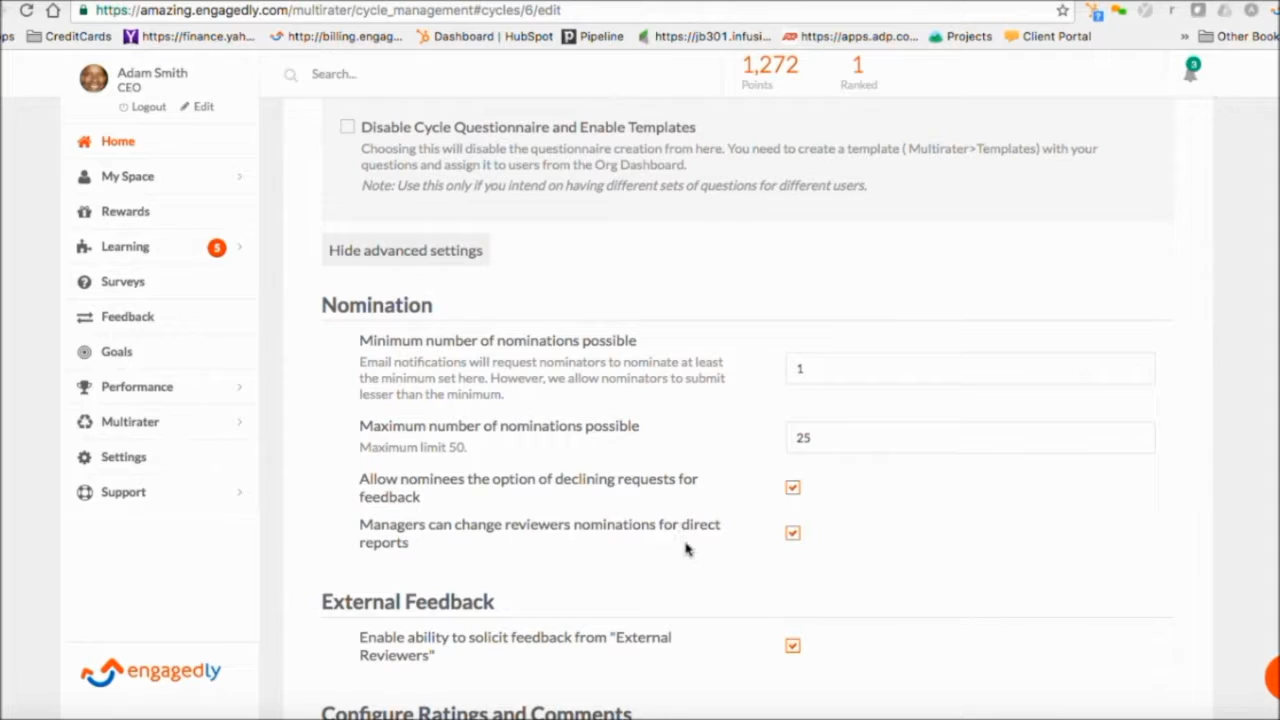 https://amazing.engagedly.com/multirater/cycle_management#cycles/6/edit
ps CreditCards https://finance.yah... http://billing.engag... Dashboard | HubSpot Pipeline https://jb301.infusi... https://apps.adp.co... Projects Client Portal » Other Book
Adam Smith
CEO
Logout Edit
Search...
1,272
Points
1
Ranked
3
Home
My Space
Rewards
Learning 5
Surveys
Feedback
Goals
Performance
Multirater
Settings
Support
engagedly
Disable Cycle Questionnaire and Enable Templates
Choosing this will disable the questionnaire creation from here. You need to create a template ( Multirater>Templates) with your
questions and assign it to users from the Org Dashboard.
Note: Use this only if you intend on having different sets of questions for different users.
Hide advanced settings
Nomination
Minimum number of nominations possible
Email notifications will request nominators to nominate at least
the minimum set here. However, we allow nominators to submit
lesser than the minimum.
1
Maximum number of nominations possible
Maximum limit 50.
25
Allow nominees the option of declining requests for
feedback
Managers can change reviewers nominations for direct
reports
External Feedback
Enable ability to solicit feedback from "External
Reviewers"
Configure Ratings and Comments